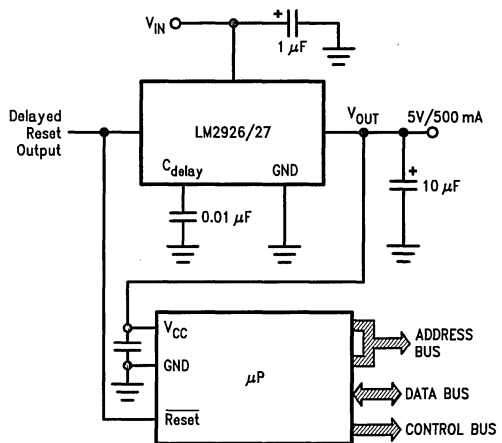 V_IN
+
1 μF
Delayed
Reset
Output
LM2926/27
V_OUT
5V/500 mA
C_delay
GND
+
10 μF
0.01 μF
V_CC
GND
μP
Reset
ADDRESS
BUS
DATA BUS
CONTROL BUS